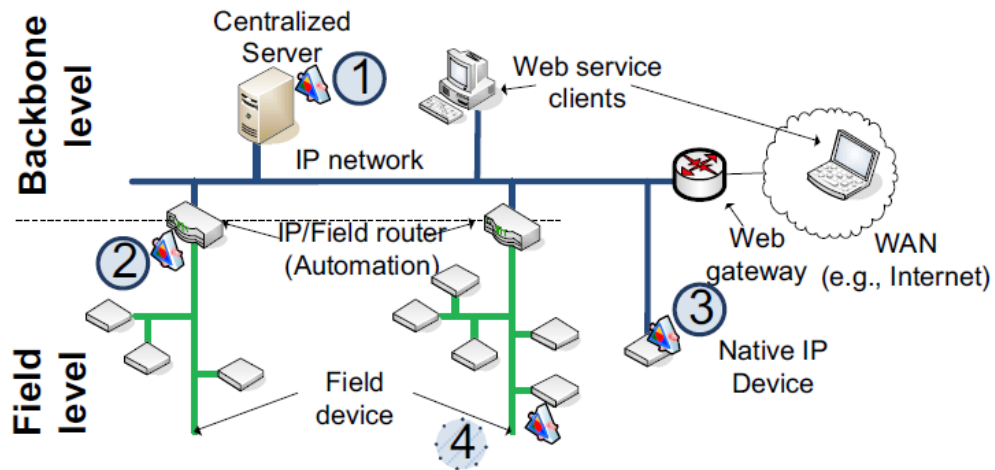 Backbone
level
Centralized
Server
1
Web service
clients
IP network
IP/Field router
(Automation)
2
Web
gateway
WAN
(e.g., Internet)
3
Native IP
Device
Field
level
Field
device
4